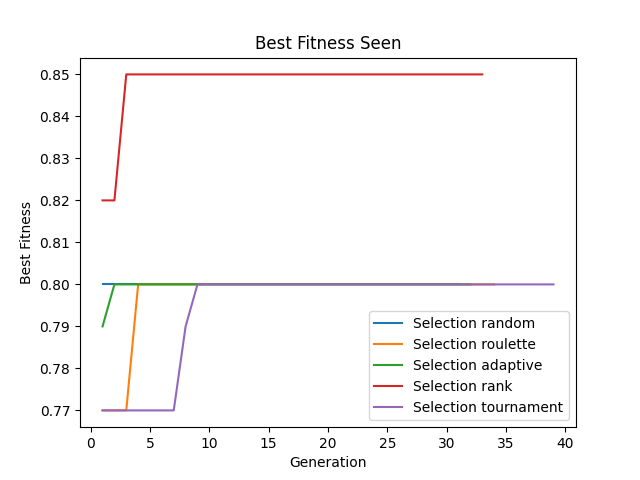 Best Fitness Seen
0.85
0.84
0.83
0.82
0.81
0.80
0.79
0.78
0.77
Best Fitness
Selection random
Selection roulette
Selection adaptive
Selection rank
Selection tournament
0 5 10 15 20 25 30 35 40
Generation